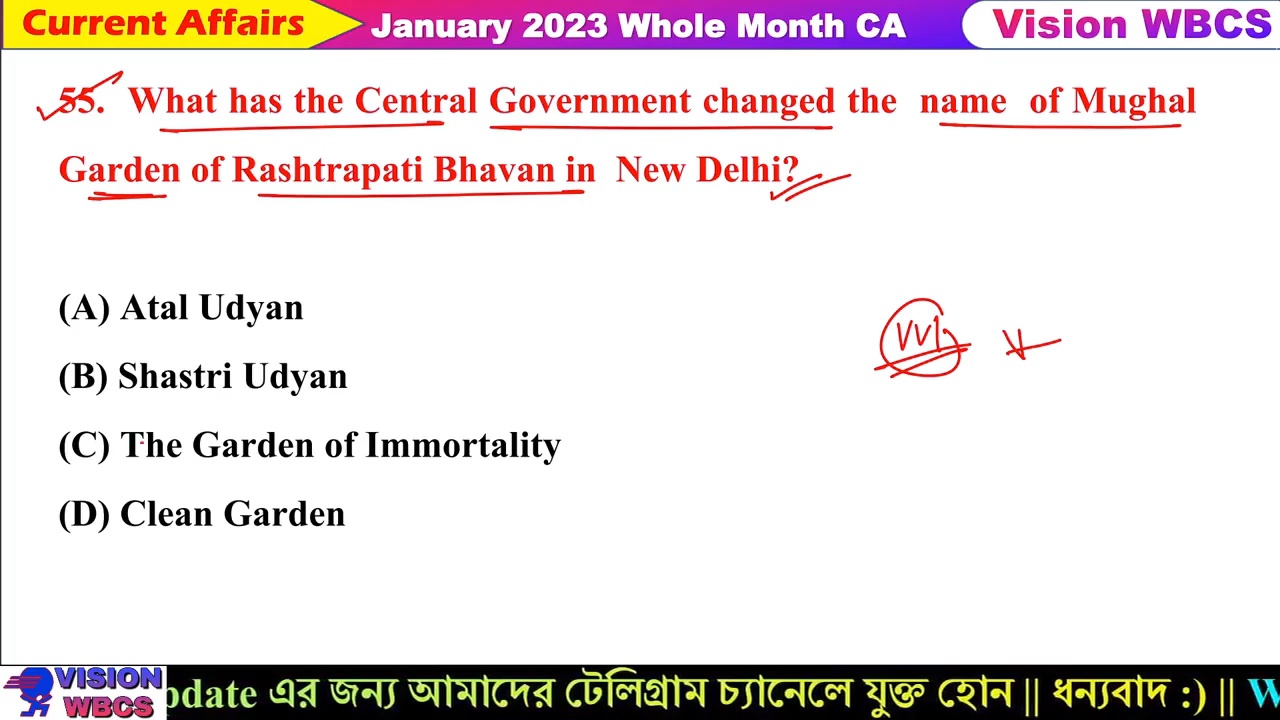 Current Affairs
January 2023 Whole Month CA
Vision WBCS
55. What has the Central Government changed the name of Mughal
Garden of Rashtrapati Bhavan in New Delhi?
(A) Atal Udyan
(B) Shastri Udyan
(C) The Garden of Immortality
(D) Clean Garden
VISION
WBCS
pdate এর জন্য আমাদের টেলিগ্রাম চ্যানেলে যুক্ত হোন || ধন্যবাদ :) || W